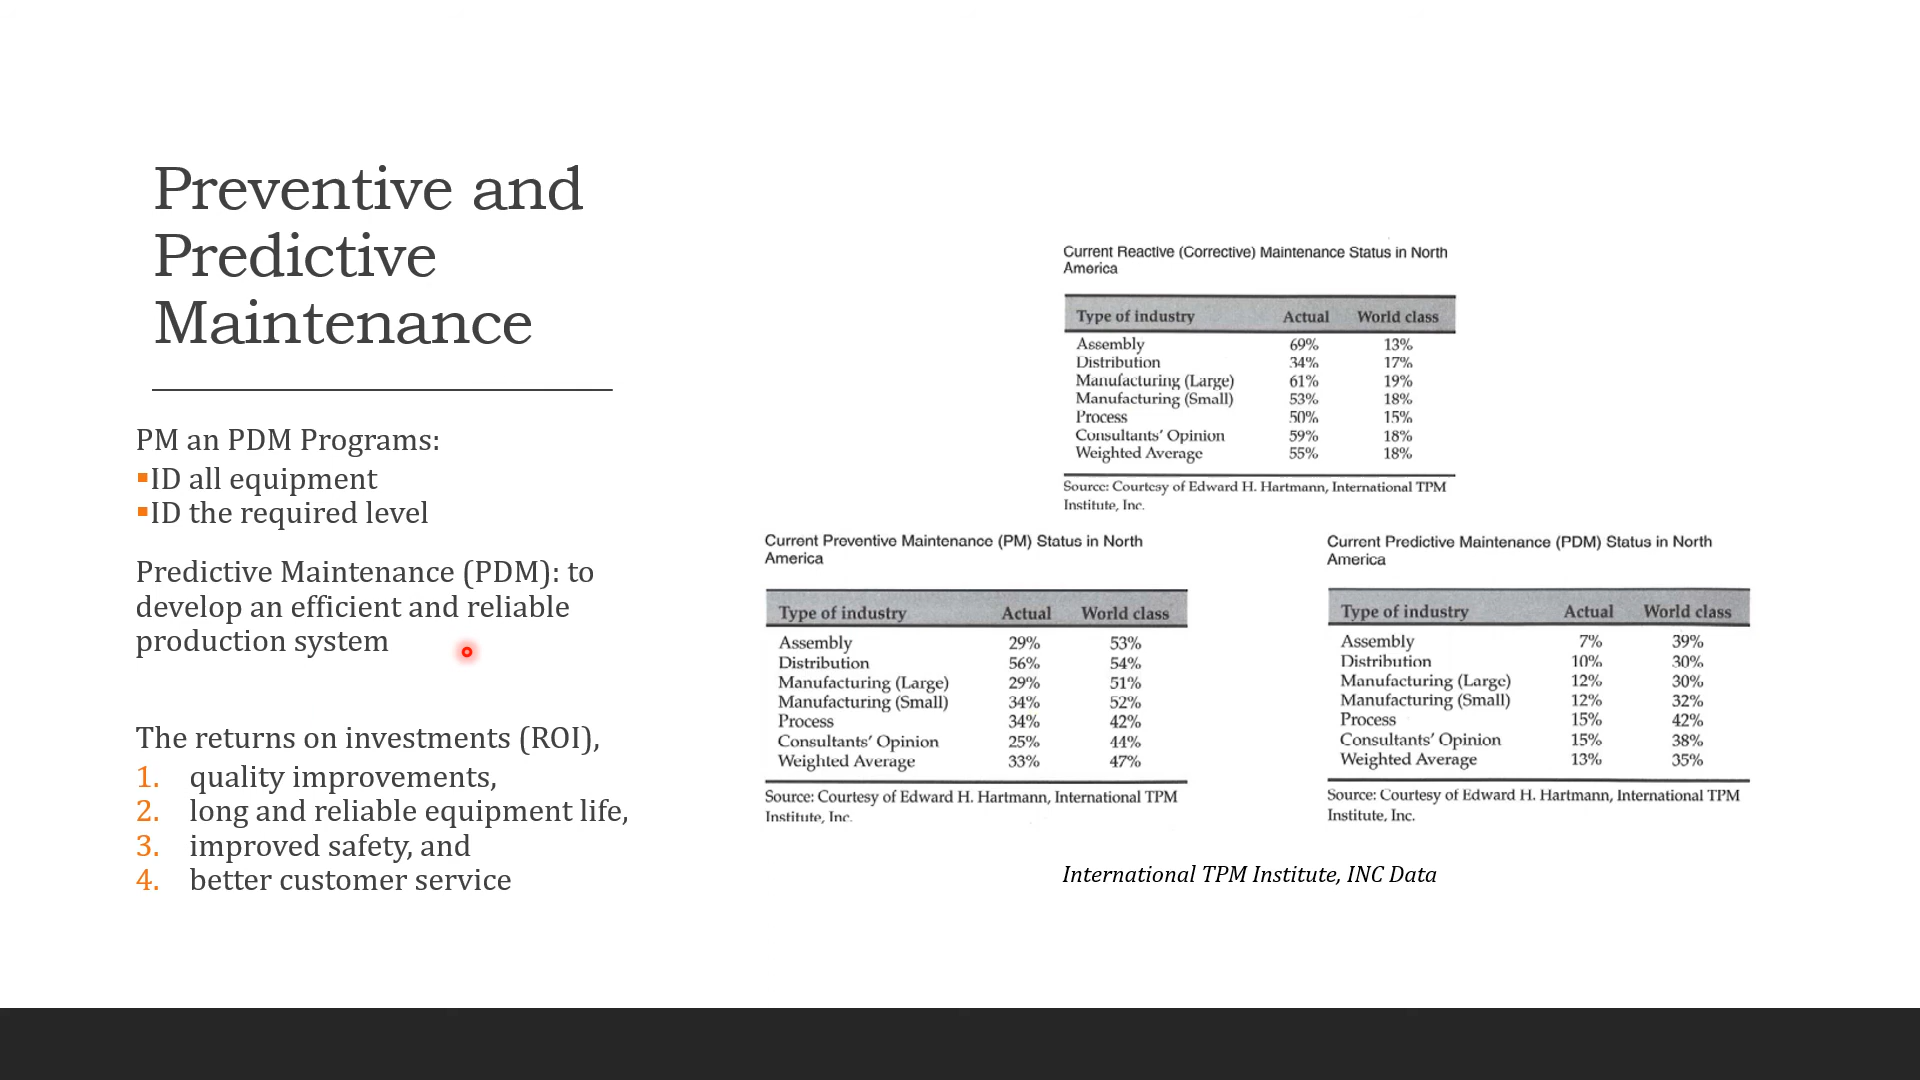 Preventive and
Predictive
Maintenance
PM an PDM Programs:
▪ID all equipment
▪ID the required level
Predictive Maintenance (PDM): to
develop an efficient and reliable
production system
The returns on investments (ROI),
1. quality improvements,
2. long and reliable equipment life,
3. improved safety, and
4. better customer service
Current Reactive (Corrective) Maintenance Status in North
America
Type of industry Actual World class
Assembly 69% 13%
Distribution 34% 17%
Manufacturing (Large) 61% 19%
Manufacturing (Small) 53% 18%
Process 50% 15%
Consultants' Opinion 59% 18%
Weighted Average 55% 18%
Source: Courtesy of Edward H. Hartmann, International TPM
Institute, Inc.
Current Preventive Maintenance (PM) Status in North
America
Type of industry Actual World class
Assembly 29% 53%
Distribution 56% 54%
Manufacturing (Large) 29% 51%
Manufacturing (Small) 34% 52%
Process 34% 42%
Consultants' Opinion 25% 44%
Weighted Average 33% 47%
Source: Courtesy of Edward H. Hartmann, International TPM
Institute, Inc.
Current Predictive Maintenance (PDM) Status in North
America
Type of industry Actual World class
Assembly 7% 39%
Distribution 10% 30%
Manufacturing (Large) 12% 30%
Manufacturing (Small) 12% 32%
Process 15% 42%
Consultants' Opinion 15% 38%
Weighted Average 13% 35%
Source: Courtesy of Edward H. Hartmann, International TPM
Institute, Inc.
International TPM Institute, INC Data